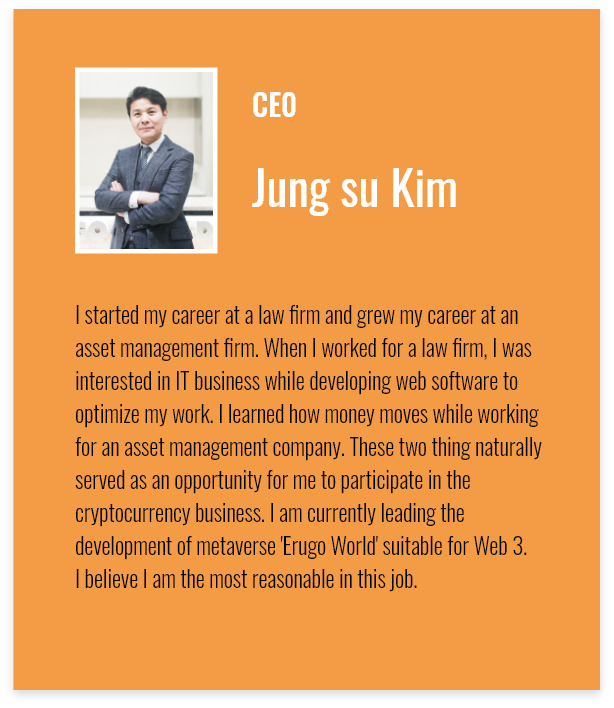 CEO
Jung su Kim
I started my career at a law firm and grew my career at an
asset management firm. When I worked for a law firm, I was
interested in IT business while developing web software to
optimize my work. I learned how money moves while working
for an asset management company. These two thing naturally
served as an opportunity for me to participate in the
cryptocurrency business. I am currently leading the
development of metaverse 'Erugo World' suitable for Web 3.
I believe I am the most reasonable in this job.